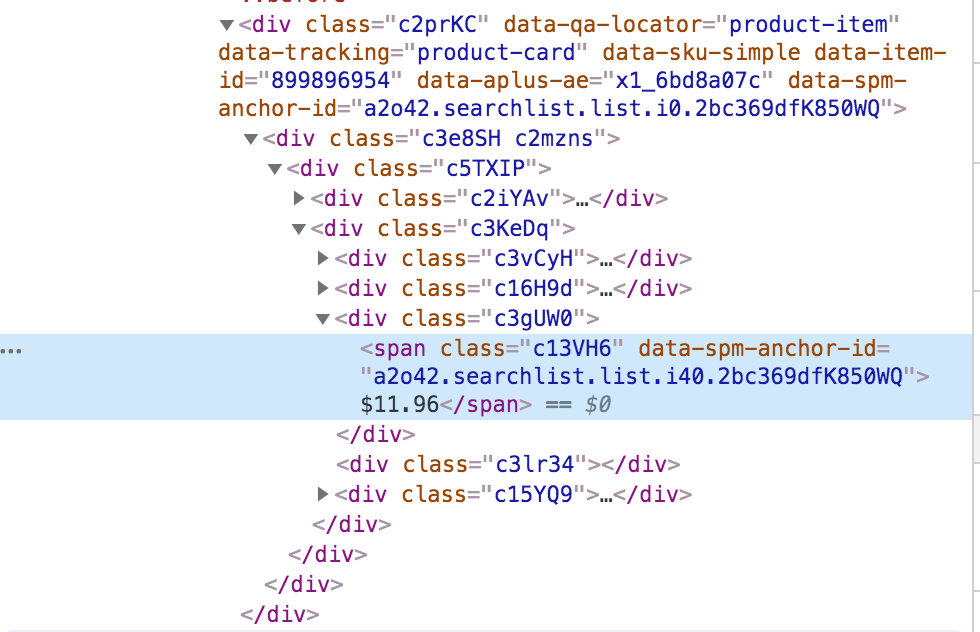 ::before
▼<div class="c2prKC" data-qa-locator="product-item"
data-tracking="product-card" data-sku-simple data-item-
id="899896954" data-aplus-ae="x1_6bd8a07c" data-spm-
anchor-id="a2o42.searchlist.list.i0.2bc369dfK850WQ">
▼<div class="c3e8SH c2mzns">
▼<div class="c5TXIP">
▶<div class="c2iYAv">…</div>
▼<div class="c3KeDq">
▶<div class="c3vCyH">…</div>
▶<div class="c16H9d">…</div>
▼<div class="c3gUW0">
<span class="c13VH6" data-spm-anchor-id=
"a2o42.searchlist.list.i40.2bc369dfK850WQ">
$11.96</span> == $0
</div>
<div class="c3lr34"></div>
▶<div class="c15YQ9">…</div>
</div>
</div>
</div>
</div>